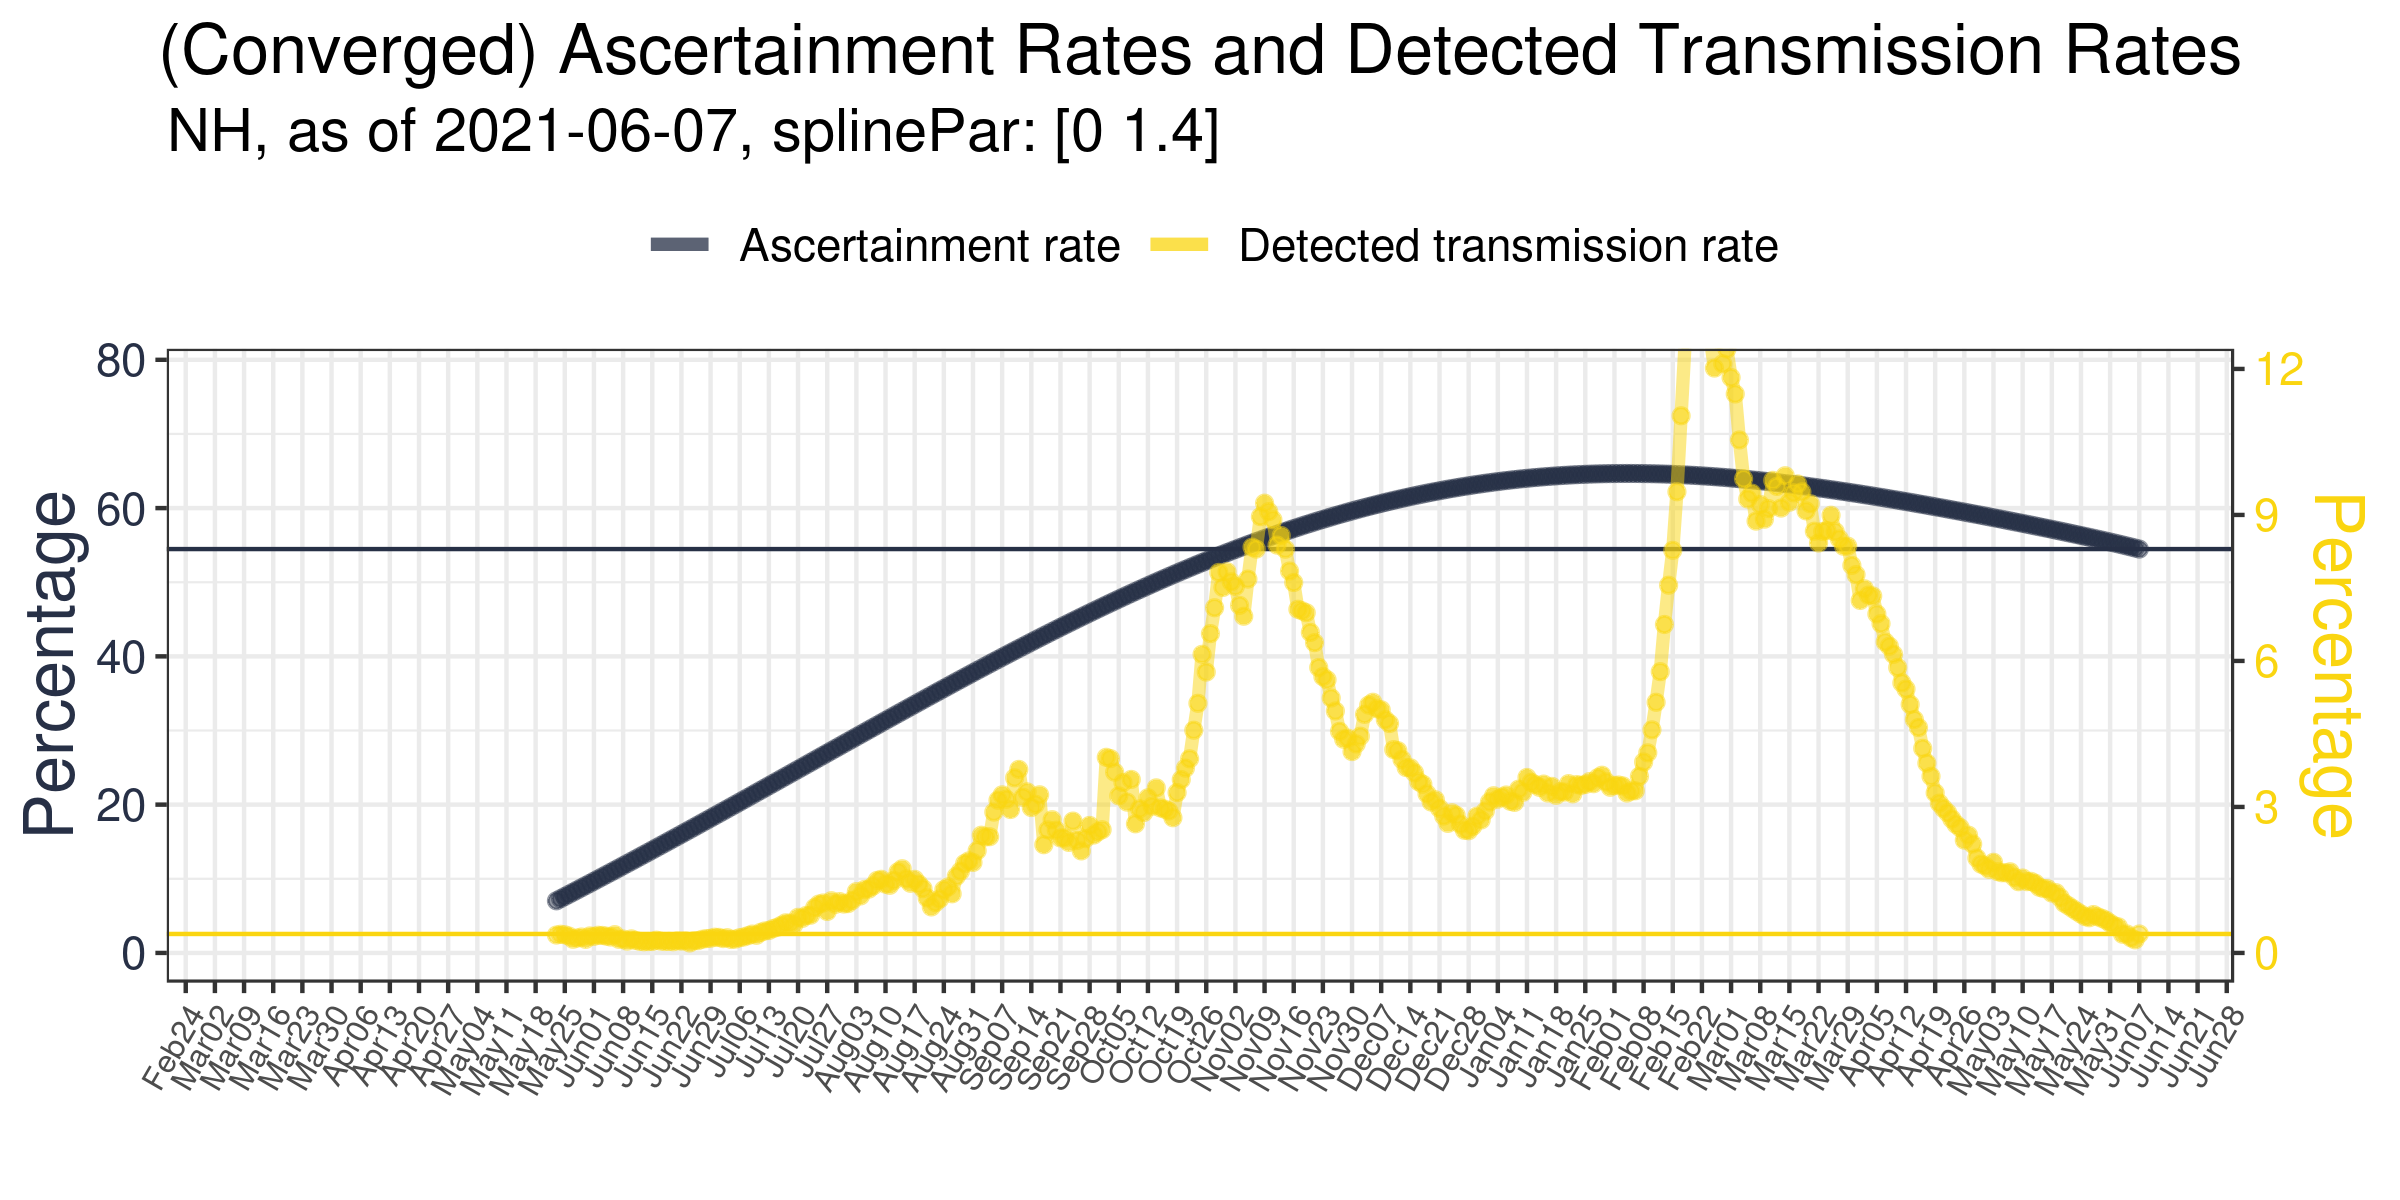 (Converged) Ascertainment Rates and Detected Transmission Rates
NH, as of 2021-06-07, splinePar: [0 1.4]
Ascertainment rate Detected transmission rate
Percentage
80
60
40
20
0
12
9
6
3
0
Percentage
Feb24
Mar02
Mar09
Mar16
Mar23
Mar30
Apr06
Apr13
Apr20
Apr27
May04
May11
May18
May25
Jun01
Jun08
Jun15
Jun22
Jun29
Jul06
Jul13
Jul20
Jul27
Aug03
Aug10
Aug17
Aug24
Aug31
Sep07
Sep14
Sep21
Sep28
Oct05
Oct12
Oct19
Oct26
Nov02
Nov09
Nov16
Nov23
Nov30
Dec07
Dec14
Dec21
Dec28
Jan04
Jan11
Jan18
Jan25
Feb01
Feb08
Feb15
Feb22
Mar01
Mar08
Mar15
Mar22
Mar29
Apr05
Apr12
Apr19
Apr26
May03
May10
May17
May24
May31
Jun07
Jun14
Jun21
Jun28